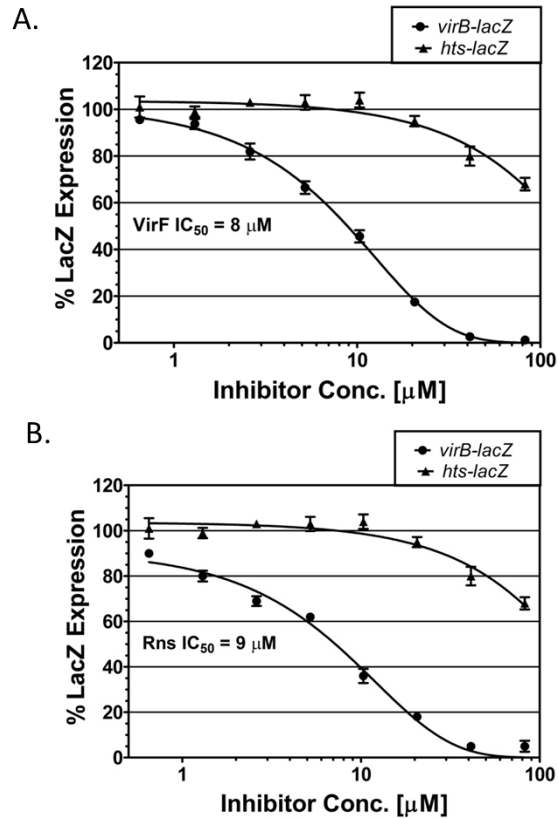 A.
virB-lacZ
hts-lacZ
120
100
80
60
40
20
0
% LacZ Expression
VirF IC50 = 8 μM
1
10
100
Inhibitor Conc. [μM]
B.
virB-lacZ
hts-lacZ
120
100
80
60
40
20
0
% LacZ Expression
Rns IC50 = 9 μM
1
10
100
Inhibitor Conc. [μM]